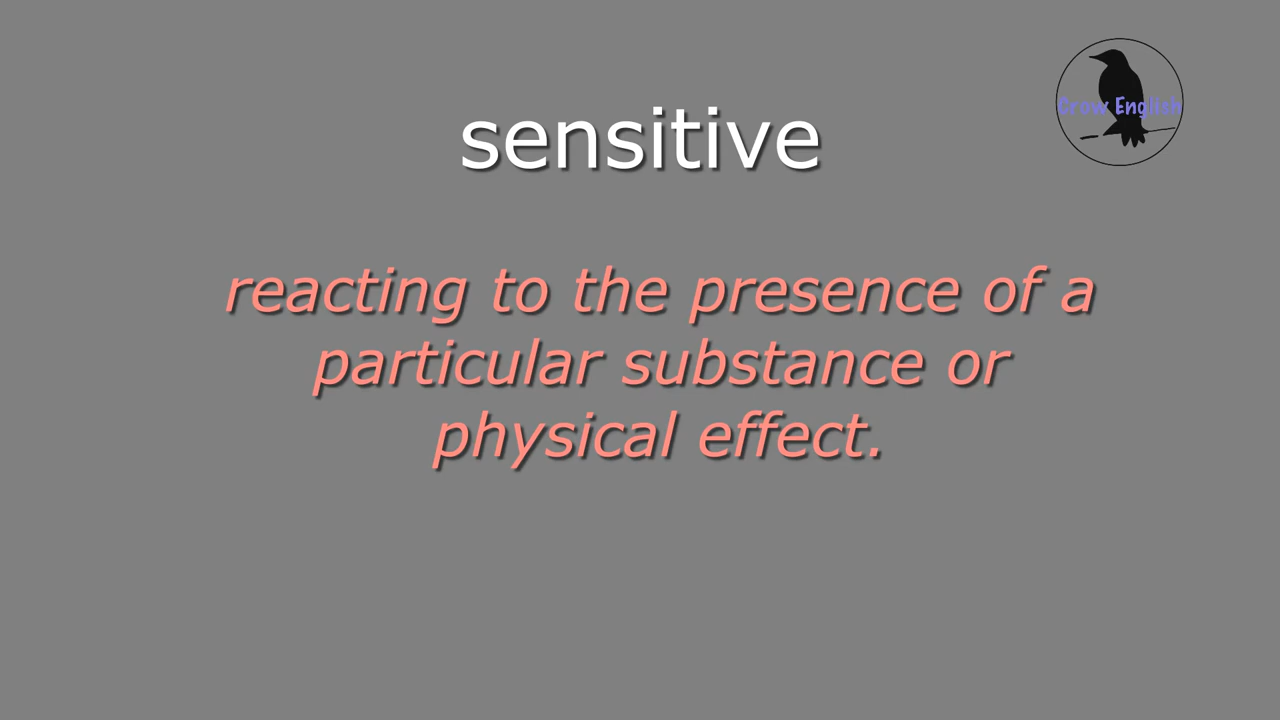 sensitive
Crow English
reacting to the presence of a
particular substance or
physical effect.